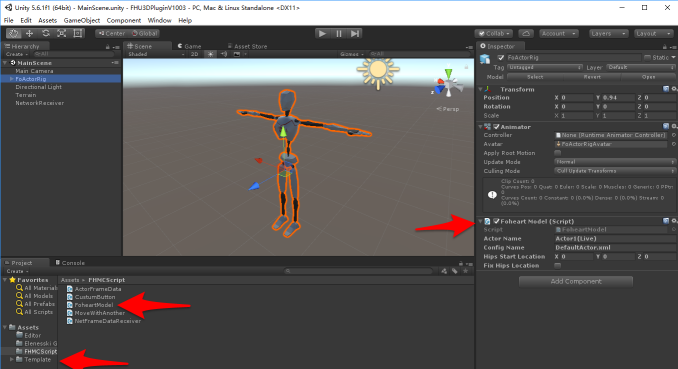 Unity 5.6.1f1 (64bit) - MainScene.unity - FHU3DPluginV1003 - PC, Mac & Linux Standalone <DX11>
File Edit Assets GameObject Component Window Help
Center Global Collab Account Layers Layout
Hierarchy
Create All
MainScene
Main Camera
FoActorRig
Directional Light
Terrain
NetworkReceiver
Scene Game Asset Store
Shaded 2D Gizmos All
y
Persp
Inspector
FoActorRig Static
Tag Untagged Layer Default
Model Select Revert Open
Transform
Position X 0 Y 0.94 Z 0
Rotation X 0 Y 0 Z 0
Scale X 1 Y 1 Z 1
Animator
Controller None (Runtime Animator Controller)
Avatar FoActorRigAvatar
Apply Root Motion
Update Mode Normal
Culling Mode Cull Update Transforms
Clip Count: 0
Curves Pos: 0 Quat: 0 Euler: 0 Scale: 0 Muscles: 0 Generic: 0 PPtr: 0
Curves Count: 0 Constant: 0 (0.0%) Dense: 0 (0.0%) Stream: 0 (0.0%)
Foheart Model (Script)
Script FoheartModel
Actor Name Actor1(Live)
Config Name DefaultActor.xml
Hips Start Location X 0 Y 0 Z 0
Fix Hips Location
Add Component
Project Console
Create
Favorites
All Material
All Models
All Prefabs
All Scripts
Assets
Editor
Elenesski G
FHMCScript
Template
Assets FHMCScript
ActorFrameData
CustumButton
FoheartModel
MoveWithAnother
NetFrameDataReceiver